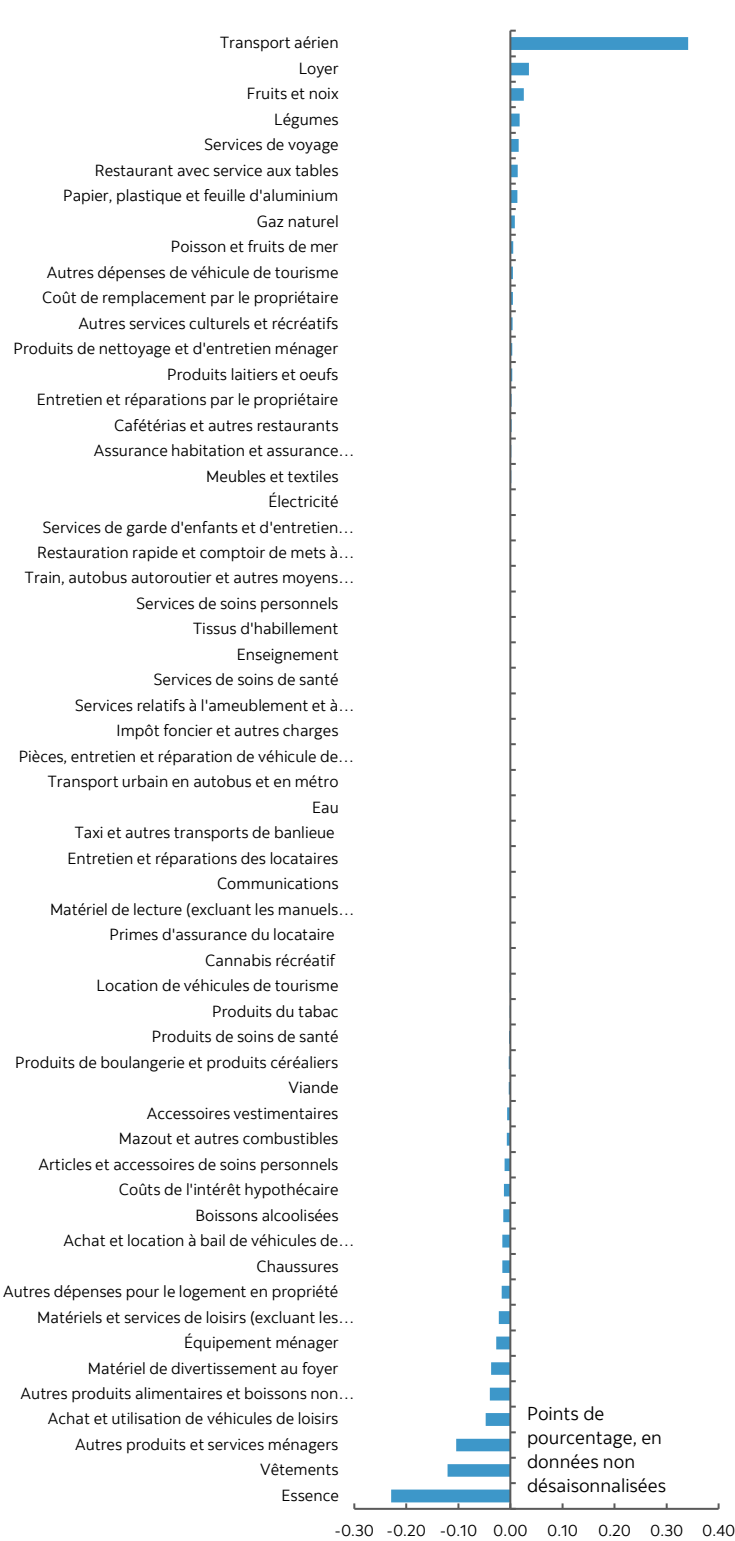 Transport aérien
Loyer
Fruits et noix
Légumes
Services de voyage
Restaurant avec service aux tables
Papier, plastique et feuille d'aluminium
Gaz naturel
Poisson et fruits de mer
Autres dépenses de véhicule de tourisme
Coût de remplacement par le propriétaire
Autres services culturels et récréatifs
Produits de nettoyage et d'entretien ménager
Produits laitiers et oeufs
Entretien et réparations par le propriétaire
Cafétérias et autres restaurants
Assurance habitation et assurance…
Meubles et textiles
Électricité
Services de garde d'enfants et d'entretien…
Restauration rapide et comptoir de mets à…
Train, autobus autoroutier et autres moyens…
Services de soins personnels
Tissus d'habillement
Enseignement
Services de soins de santé
Services relatifs à l'ameublement et à…
Impôt foncier et autres charges
Pièces, entretien et réparation de véhicule de…
Transport urbain en autobus et en métro
Eau
Taxi et autres transports de banlieue
Entretien et réparations des locataires
Communications
Matériel de lecture (excluant les manuels…
Primes d'assurance du locataire
Cannabis récréatif
Location de véhicules de tourisme
Produits du tabac
Produits de soins de santé
Produits de boulangerie et produits céréaliers
Viande
Accessoires vestimentaires
Mazout et autres combustibles
Articles et accessoires de soins personnels
Coûts de l'intérêt hypothécaire
Boissons alcoolisées
Achat et location à bail de véhicules de…
Chaussures
Autres dépenses pour le logement en propriété
Matériels et services de loisirs (excluant les…
Équipement ménager
Matériel de divertissement au foyer
Autres produits alimentaires et boissons non…
Achat et utilisation de véhicules de loisirs
Autres produits et services ménagers
Vêtements
Essence
Points de
pourcentage, en
données non
désaisonnalisées
-0.30 -0.20 -0.10 0.00 0.10 0.20 0.30 0.40